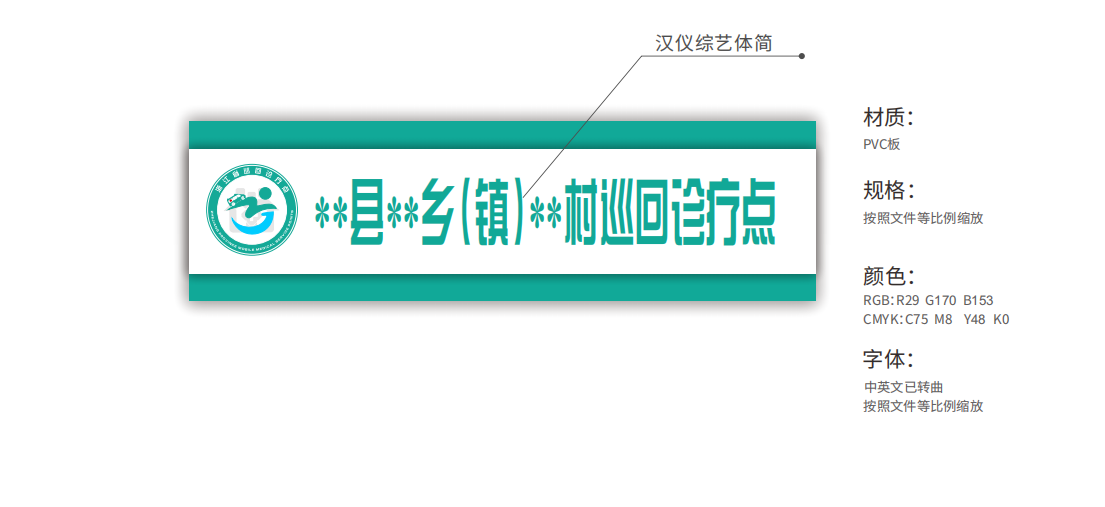 汉仪综艺体简
**县**乡(镇)**村巡回诊疗点
材质：
PVC板
规格：
按照文件等比例缩放
颜色：
RGB:R29 G170 B153
CMYK:C75 M8 Y48 K0
字体：
中英文已转曲
按照文件等比例缩放